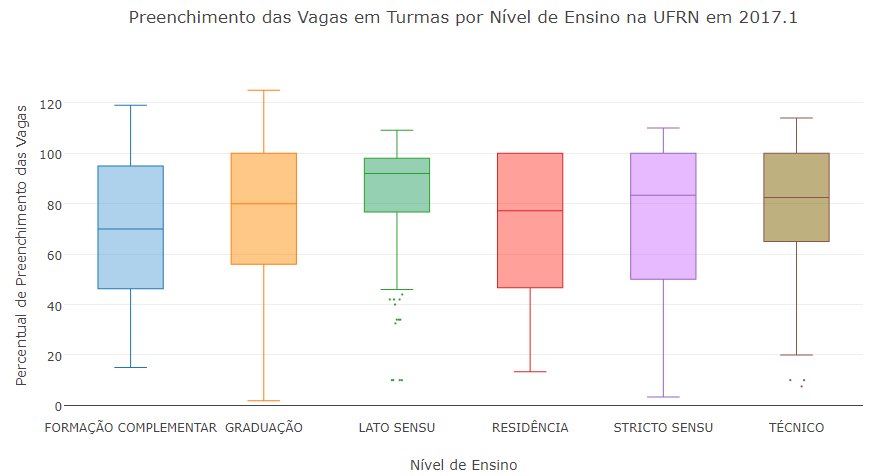 Preenchimento das Vagas em Turmas por Nível de Ensino na UFRN em 2017.1
Percentual de Preenchimento das Vagas
120
100
80
60
40
20
0
FORMAÇÃO COMPLEMENTAR GRADUAÇÃO LATO SENSU RESIDÊNCIA STRICTO SENSU TÉCNICO
Nível de Ensino